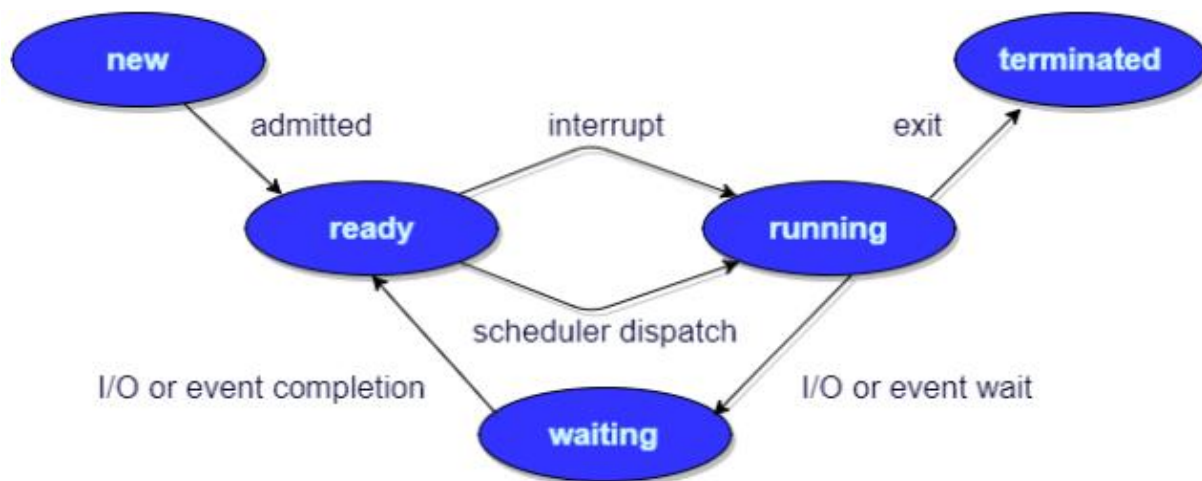 new
terminated
admitted
interrupt
exit
ready
running
scheduler dispatch
I/O or event completion
I/O or event wait
waiting